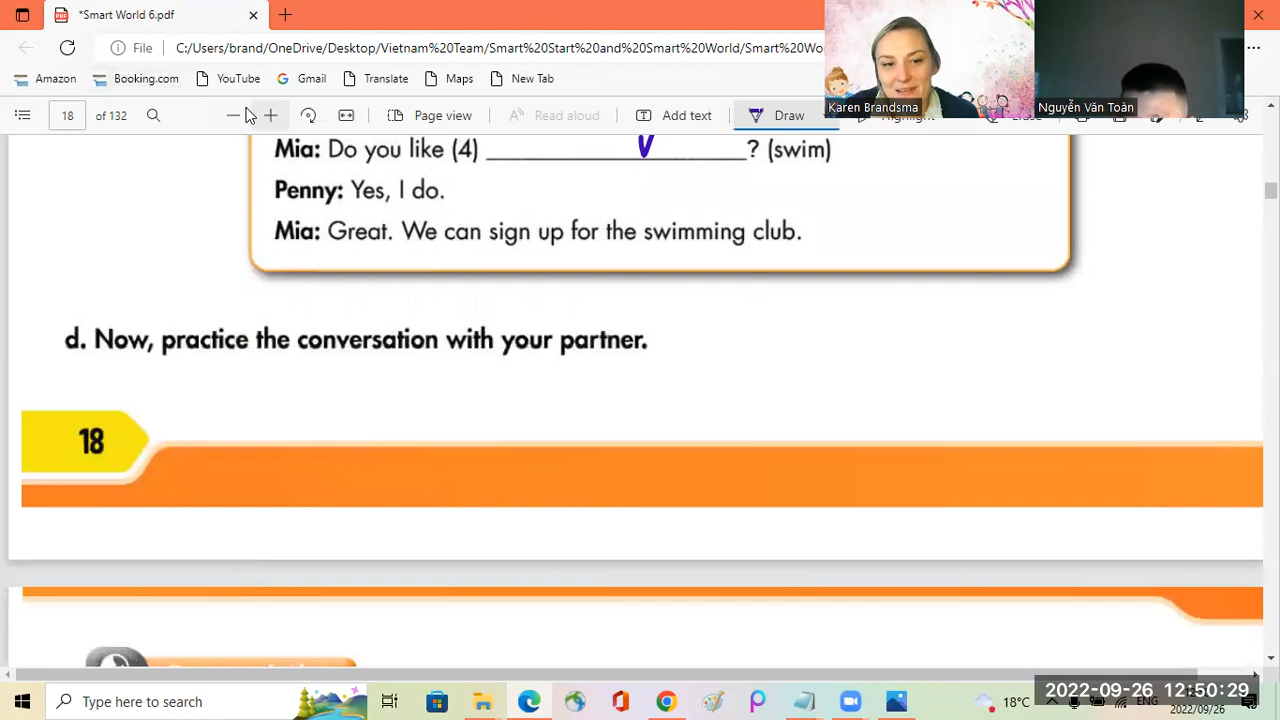 *Smart World 6.pdf
File
C:/Users/brand/OneDrive/Desktop/Vietnam%20Team/Smart%20Start%20and%20Smart%20World/Smart%20Wo
Amazon
Booking.com
YouTube
Gmail
Translate
Maps
New Tab
18
of 132
Page view
Read aloud
Add text
Draw
Karen Brandsma
Nguyễn Văn Toàn
Mia: Do you like (4) ____________________? (swim)
Penny: Yes, I do.
Mia: Great. We can sign up for the swimming club.
d. Now, practice the conversation with your partner.
18
Type here to search
18°C
ENG
2022-09-26 12:50:29
2022/09/26